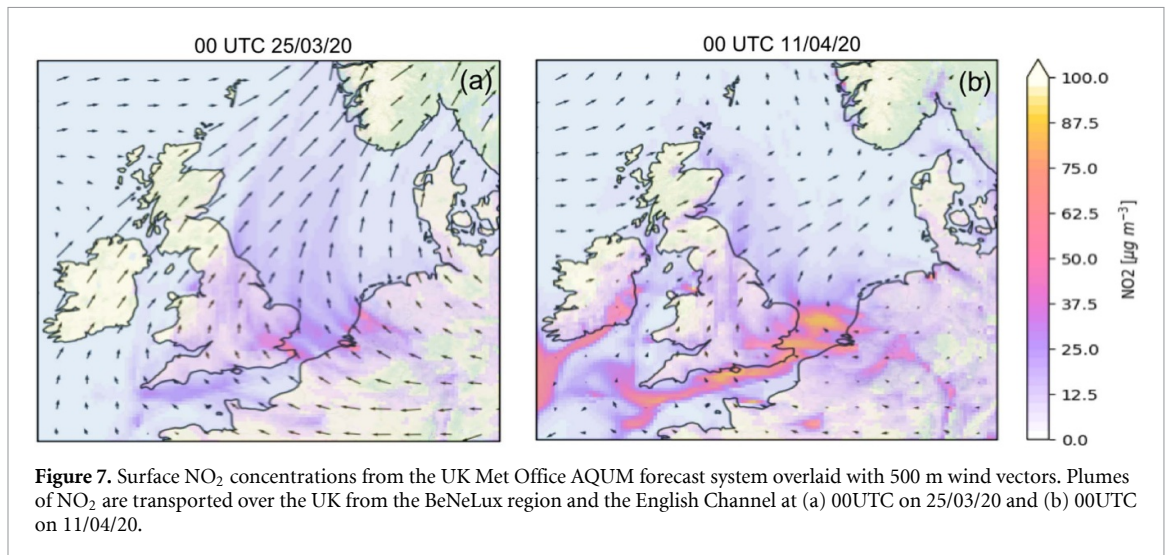 00 UTC 25/03/20
(a)
00 UTC 11/04/20
(b)
100.0
87.5
75.0
62.5
50.0
37.5
25.0
12.5
0.0
NO2 [μg m⁻³]
Figure 7. Surface NO₂ concentrations from the UK Met Office AQUM forecast system overlaid with 500 m wind vectors. Plumes
of NO₂ are transported over the UK from the BeNeLux region and the English Channel at (a) 00UTC on 25/03/20 and (b) 00UTC
on 11/04/20.